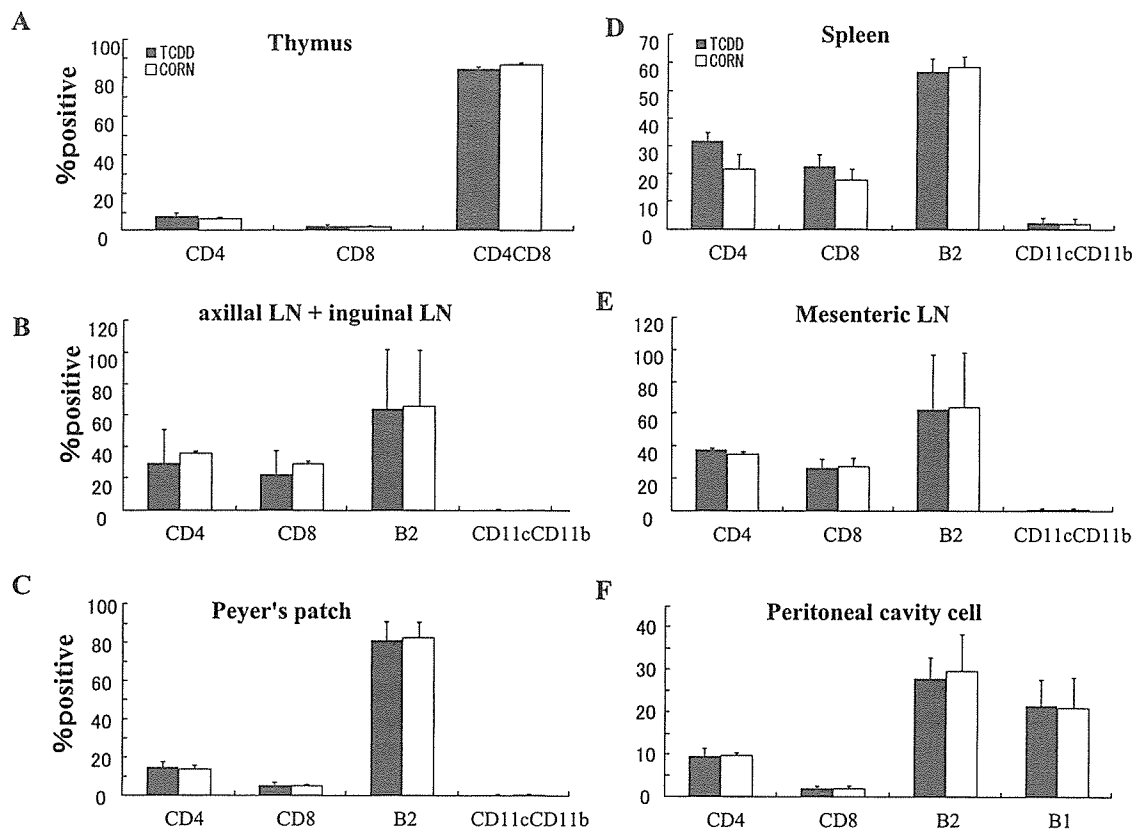 A
Thymus
TCDD
CORN
%positive
100
80
60
40
20
0
CD4 CD8 CD4CD8
B
axillal LN + inguinal LN
%positive
120
100
80
60
40
20
0
CD4 CD8 B2 CD11cCD11b
C
Peyer's patch
%positive
100
80
60
40
20
0
CD4 CD8 B2 CD11cCD11b
D
Spleen
TCDD
CORN
70
60
50
40
30
20
10
0
CD4 CD8 B2 CD11cCD11b
E
Mesenteric LN
120
100
80
60
40
20
0
CD4 CD8 B2 CD11cCD11b
F
Peritoneal cavity cell
40
30
20
10
0
CD4 CD8 B2 B1